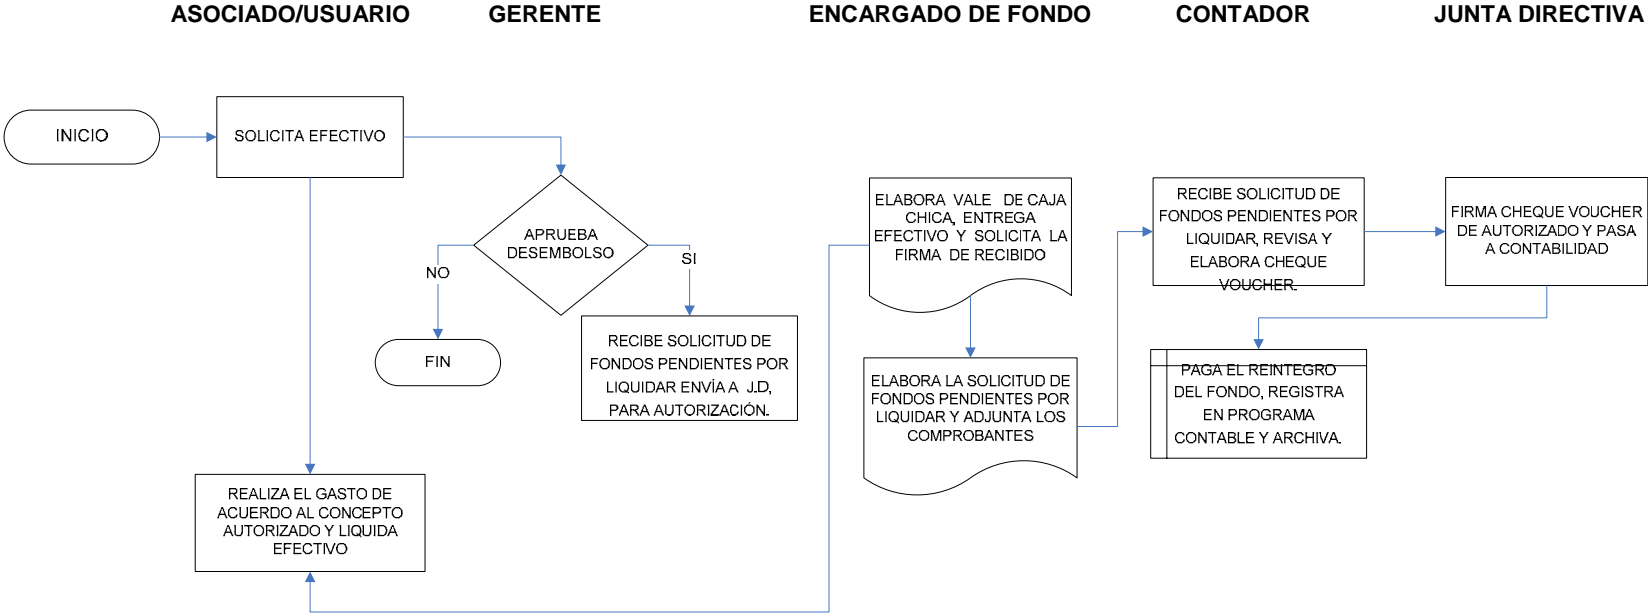 ASOCIADO/USUARIO GERENTE ENCARGADO DE FONDO CONTADOR JUNTA DIRECTIVA
INICIO
SOLICITA EFECTIVO
APRUEBA
DESEMBOLSO
NO
SI
FIN
RECIBE SOLICITUD DE
FONDOS PENDIENTES POR
LIQUIDAR ENVÍA A J.D,
PARA AUTORIZACIÓN.
REALIZA EL GASTO DE
ACUERDO AL CONCEPTO
AUTORIZADO Y LIQUIDA
EFECTIVO
ELABORA VALE DE CAJA
CHICA, ENTREGA
EFECTIVO Y SOLICITA LA
FIRMA DE RECIBIDO
ELABORA LA SOLICITUD DE
FONDOS PENDIENTES POR
LIQUIDAR Y ADJUNTA LOS
COMPROBANTES
RECIBE SOLICITUD DE
FONDOS PENDIENTES POR
LIQUIDAR, REVISA Y
ELABORA CHEQUE
VOUCHER.
FIRMA CHEQUE VOUCHER
DE AUTORIZADO Y PASA
A CONTABILIDAD
PAGA EL REINTEGRO
DEL FONDO, REGISTRA
EN PROGRAMA
CONTABLE Y ARCHIVA.